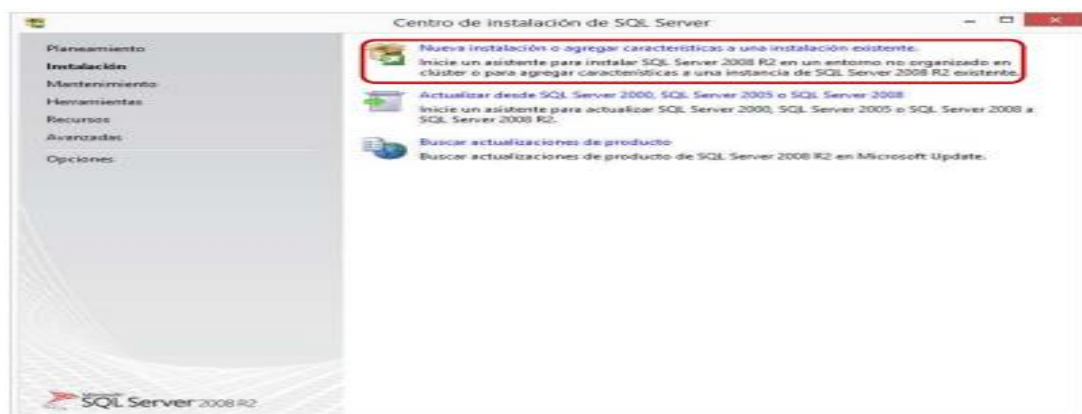 Centro de instalación de SQL Server
Planeamiento
Instalación
Mantenimiento
Herramientas
Recursos
Avanzadas
Opciones
Nueva instalación o agregar características a una instalación existente.
Inicie un asistente para instalar SQL Server 2008 R2 en un entorno no organizado en
clúster o para agregar características a una instancia de SQL Server 2008 R2 existente.
Actualizar desde SQL Server 2000, SQL Server 2005 o SQL Server 2008
Inicie un asistente para actualizar SQL Server 2000, SQL Server 2005 o SQL Server 2008 a
SQL Server 2008 R2.
Buscar actualizaciones de producto
Buscar actualizaciones de producto de SQL Server 2008 R2 en Microsoft Update.
Microsoft
SQL Server 2008 R2